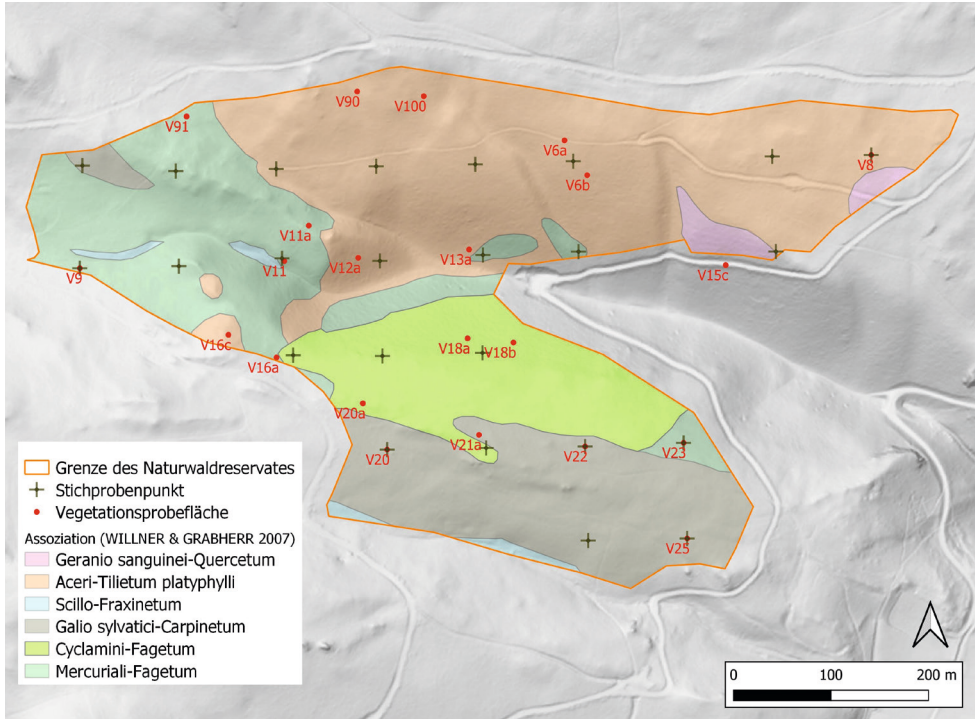 V90
V100
V91
V6a
V8
V6b
V11a
V11
V12a
V13a
V9
V15c
V16c
V18a
V18b
V16a
V20a
V21a
V20
V22
V23
V25
Grenze des Naturwaldreservates
Stichprobenpunkt
Vegetationsprobefläche
Assoziation (WILLNER & GRABHERR 2007)
Geranio sanguinei-Quercetum
Aceri-Tilietum platyphylli
Scillo-Fraxinetum
Galio sylvatici-Carpinetum
Cyclamini-Fagetum
Mercuriali-Fagetum
0 100 200 m